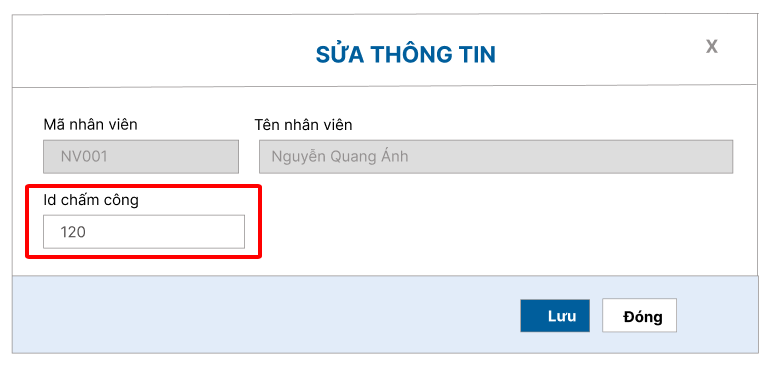 SỬA THÔNG TIN
X
Mã nhân viên
Tên nhân viên
NV001
Nguyễn Quang Ánh
Id chấm công
120
Lưu
Đóng